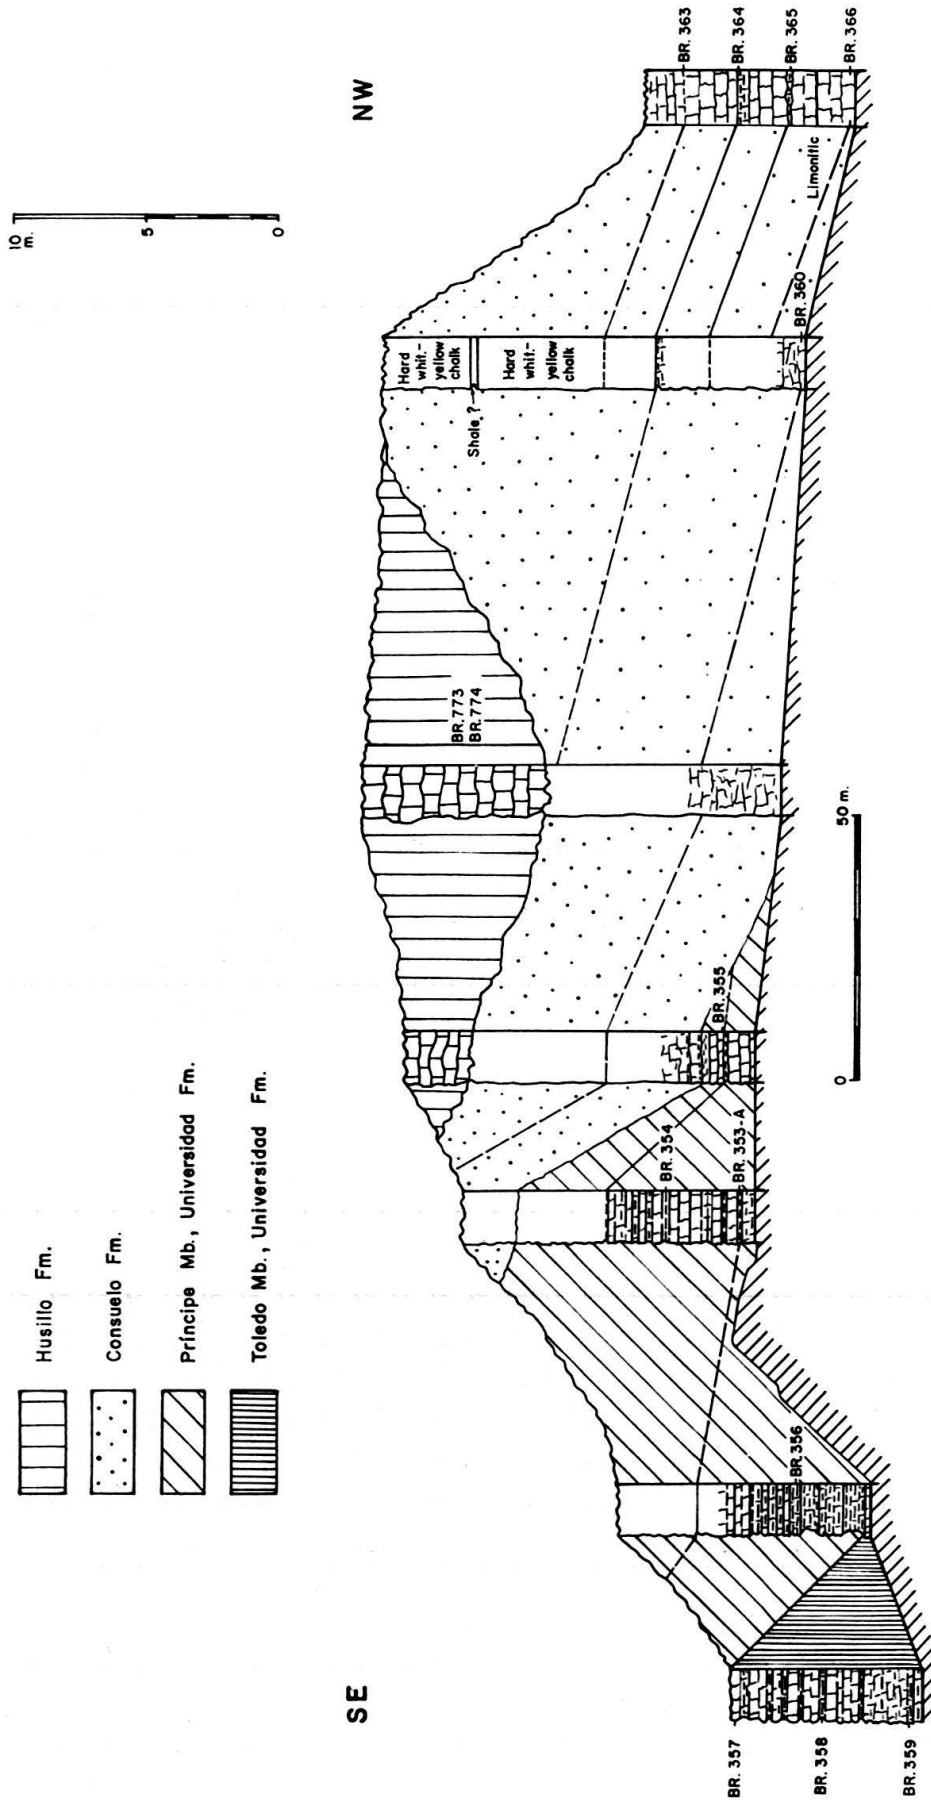 Husillo Fm.
Consuelo Fm.
Príncipe Mb., Universidad Fm.
Toledo Mb., Universidad Fm.
10
m.
5
0
SE
NW
BR. 357
BR. 358
BR. 359
BR. 356
BR. 354
BR. 353-A
BR. 355
BR. 773
BR. 774
Hard
whit.-
yellow
chalk
Shale ?
Hard
whit.-
yellow
chalk
BR. 360
Limonitic
BR. 363
BR. 364
BR. 365
BR. 366
0
50 m.